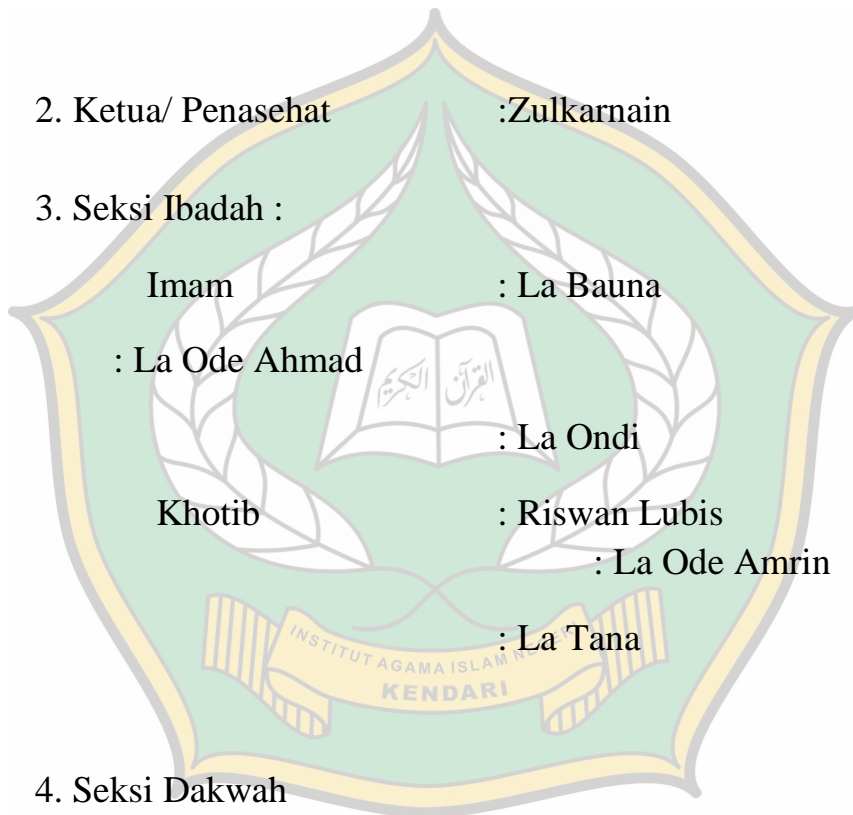 2. Ketua/ Penasehat :Zulkarnain
3. Seksi Ibadah :
Imam : La Bauna
: La Ode Ahmad
القرآن الكريم
: La Ondi
Khotib : Riswan Lubis
: La Ode Amrin
: La Tana
INSTITUT AGAMA ISLAM NEGERI
KENDARI
4. Seksi Dakwah